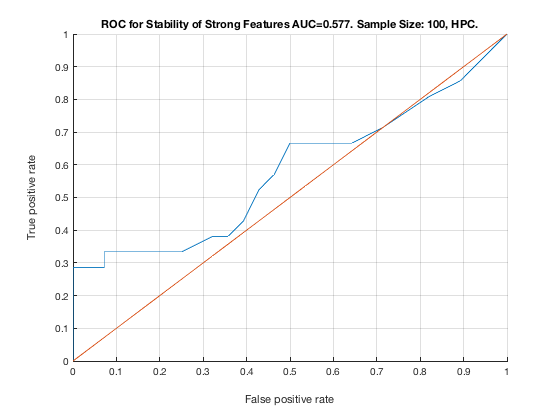 ROC for Stability of Strong Features AUC=0.577. Sample Size: 100, HPC.
1
0.9
0.8
0.7
0.6
0.5
0.4
0.3
0.2
0.1
0
True positive rate
0 0.1 0.2 0.3 0.4 0.5 0.6 0.7 0.8 0.9 1
False positive rate